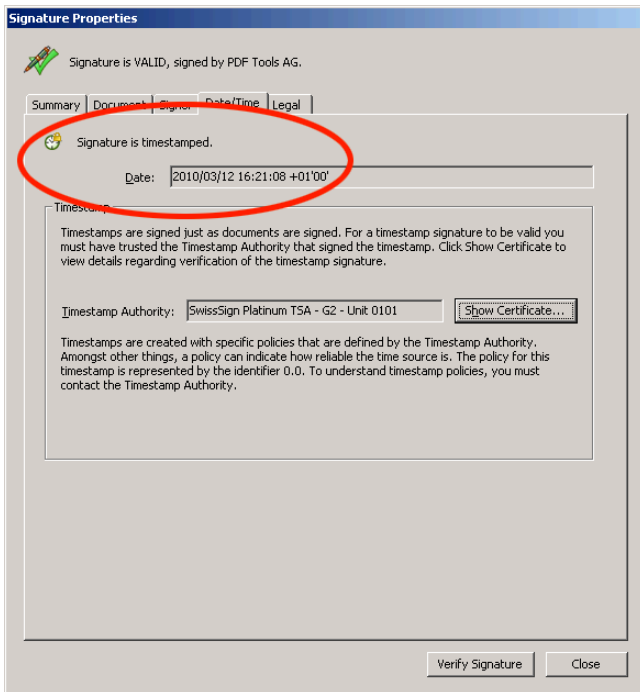 Signature Properties
Signature is VALID, signed by PDF Tools AG.
Summary Document Signer Date/Time Legal
Signature is timestamped.
Date: 2010/03/12 16:21:08 +01'00'
Timestamp
Timestamps are signed just as documents are signed. For a timestamp signature to be valid you
must have trusted the Timestamp Authority that signed the timestamp. Click Show Certificate to
view details regarding verification of the timestamp signature.
Timestamp Authority: SwissSign Platinum TSA - G2 - Unit 0101 Show Certificate...
Timestamps are created with specific policies that are defined by the Timestamp Authority.
Amongst other things, a policy can indicate how reliable the time source is. The policy for this
timestamp is represented by the identifier 0.0. To understand timestamp policies, you must
contact the Timestamp Authority.
Verify Signature Close